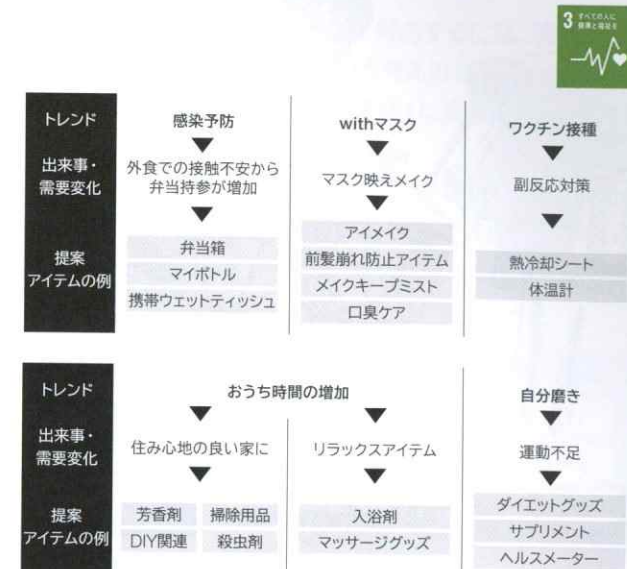 3 すべての人に
健康と福祉を
トレンド
感染予防
withマスク
ワクチン接種
出来事・
需要変化
外食での接触不安から
弁当持参が増加
マスク映えメイク
副反応対策
提案
アイテムの例
弁当箱
マイボトル
携帯ウェットティッシュ
アイメイク
前髪崩れ防止アイテム
メイクキープミスト
口臭ケア
熱冷却シート
体温計
トレンド
おうち時間の増加
自分磨き
出来事・
需要変化
住み心地の良い家に
リラックスアイテム
運動不足
提案
アイテムの例
芳香剤 掃除用品
DIY関連 殺虫剤
入浴剤
マッサージグッズ
ダイエットグッズ
サプリメント
ヘルスメーター